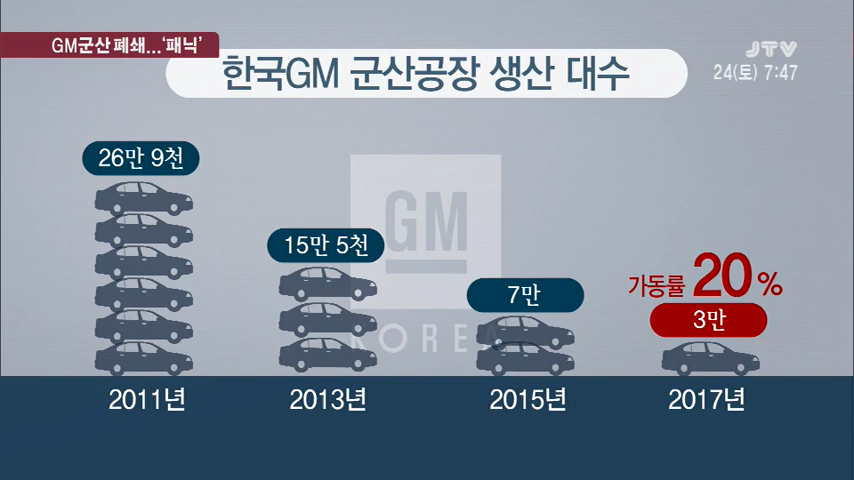 GM군산 폐쇄...‘패닉’
JTV
24(토) 7:47
한국GM 군산공장 생산 대수
26만 9천
15만 5천
7만
가동률 20%
3만
GM
KOREA
2011년
2013년
2015년
2017년